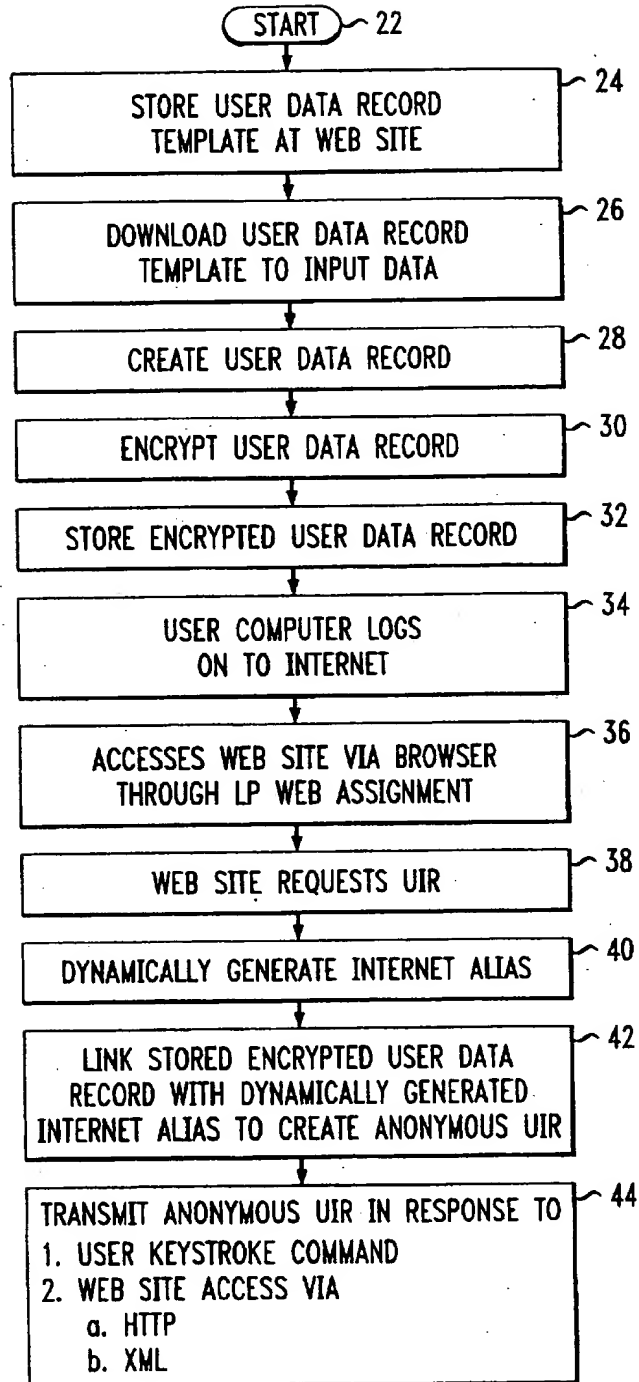 START 22
24
STORE USER DATA RECORD
TEMPLATE AT WEB SITE
26
DOWNLOAD USER DATA RECORD
TEMPLATE TO INPUT DATA
28
CREATE USER DATA RECORD
30
ENCRYPT USER DATA RECORD
32
STORE ENCRYPTED USER DATA RECORD
34
USER COMPUTER LOGS
ON TO INTERNET
36
ACCESSES WEB SITE VIA BROWSER
THROUGH LP WEB ASSIGNMENT
38
WEB SITE REQUESTS UIR
40
DYNAMICALLY GENERATE INTERNET ALIAS
42
LINK STORED ENCRYPTED USER DATA
RECORD WITH DYNAMICALLY GENERATED
INTERNET ALIAS TO CREATE ANONYMOUS UIR
44
TRANSMIT ANONYMOUS UIR IN RESPONSE TO
1. USER KEYSTROKE COMMAND
2. WEB SITE ACCESS VIA
a. HTTP
b. XML